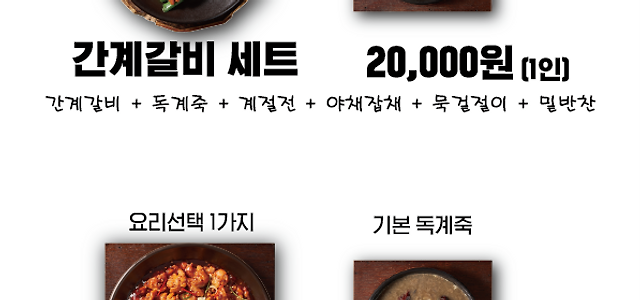 간계갈비 세트 20,000원 (1인)
간계갈비 + 독계죽 + 계절전 + 야채잡채 + 묵겉절이 + 밑반찬
요리선택 1가지 기본 독계죽